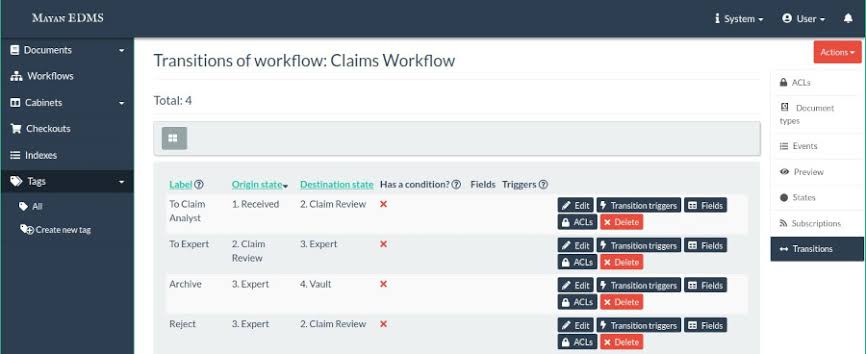 Mayan EDMS
System
User
Documents
Workflows
Cabinets
Checkouts
Indexes
Tags
All
Create new tag
Transitions of workflow: Claims Workflow
Total: 4
Label Origin state Destination state Has a condition? Fields Triggers
To Claim Analyst 1. Received 2. Claim Review Edit Transition triggers Fields
ACLs Delete
To Expert 2. Claim Review 3. Expert Edit Transition triggers Fields
ACLs Delete
Archive 3. Expert 4. Vault Edit Transition triggers Fields
ACLs Delete
Reject 3. Expert 2. Claim Review Edit Transition triggers Fields
ACLs Delete
Actions
ACLs
Document
types
Events
Preview
States
Subscriptions
Transitions